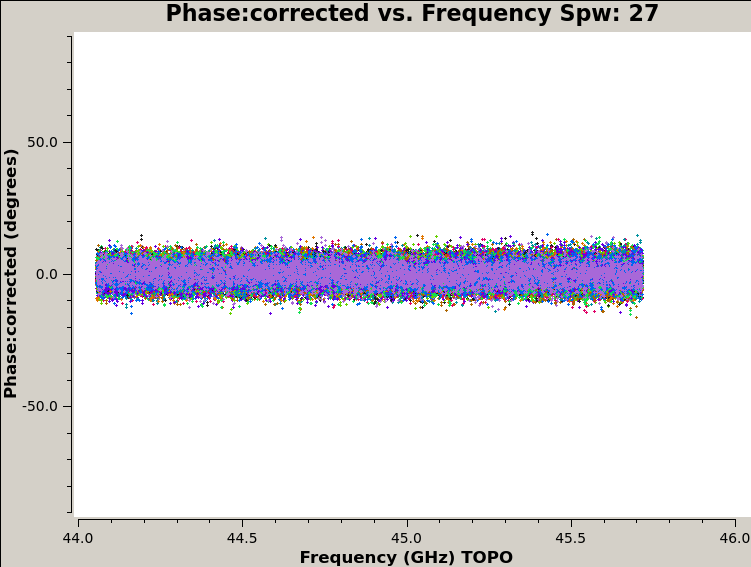 Phase:corrected vs. Frequency Spw: 27
Phase:corrected (degrees)
50.0
0.0
-50.0
44.0 44.5 45.0 45.5 46.0
Frequency (GHz) TOPO